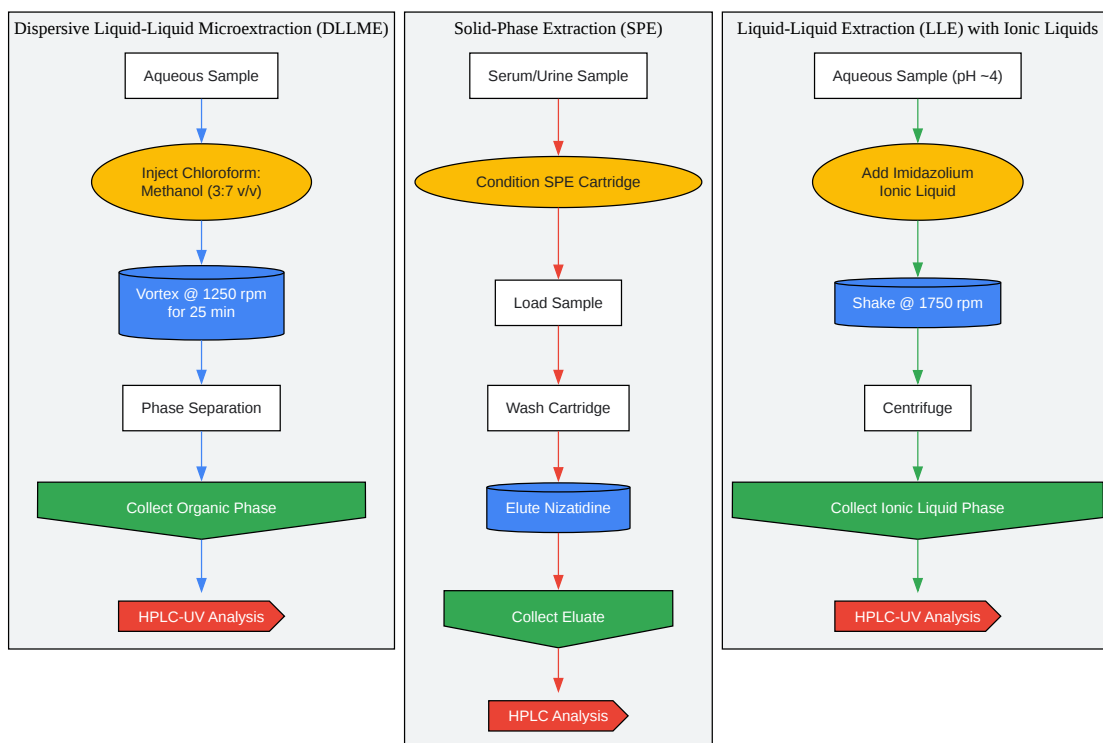 Dispersive Liquid-Liquid Microextraction (DLLME)
Aqueous Sample
Inject Chloroform:
Methanol (3:7 v/v)
Vortex @ 1250 rpm
for 25 min
Phase Separation
Collect Organic Phase
HPLC-UV Analysis
Solid-Phase Extraction (SPE)
Serum/Urine Sample
Condition SPE Cartridge
Load Sample
Wash Cartridge
Elute Nizatidine
Collect Eluate
HPLC Analysis
Liquid-Liquid Extraction (LLE) with Ionic Liquids
Aqueous Sample (pH ~4)
Add Imidazolium
Ionic Liquid
Shake @ 1750 rpm
Centrifuge
Collect Ionic Liquid Phase
HPLC-UV Analysis